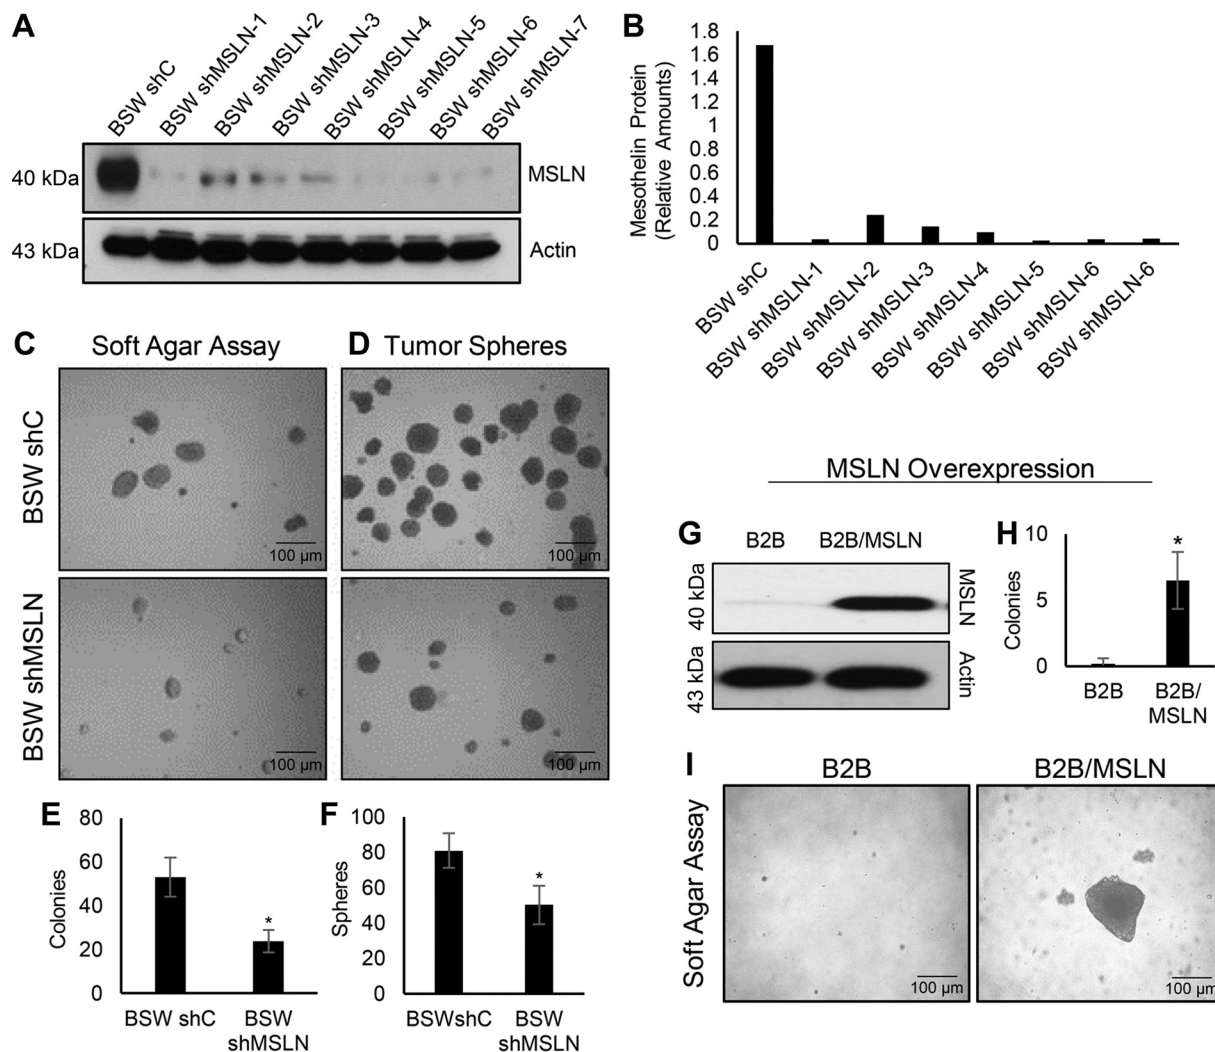 A
BSW shC
BSW shMSLN-1
BSW shMSLN-2
BSW shMSLN-3
BSW shMSLN-4
BSW shMSLN-5
BSW shMSLN-6
BSW shMSLN-7
40 kDa
MSLN
43 kDa
Actin
B
Mesothelin Protein
(Relative Amounts)
1.8
1.6
1.4
1.2
1
0.8
0.6
0.4
0.2
0
BSW shC
BSW shMSLN-1
BSW shMSLN-2
BSW shMSLN-3
BSW shMSLN-4
BSW shMSLN-5
BSW shMSLN-6
BSW shMSLN-6
C
Soft Agar Assay
D
Tumor Spheres
BSW shC
100 µm
100 µm
BSW shMSLN
100 µm
100 µm
E
Colonies
80
60
40
20
0
*
BSW shC
BSW
shMSLN
F
Spheres
100
80
60
40
20
0
*
BSWshC
BSW
shMSLN
MSLN Overexpression
G
B2B
B2B/MSLN
40 kDa
MSLN
43 kDa
Actin
H
Colonies
10
5
0
*
B2B
B2B/
MSLN
I
B2B
B2B/MSLN
Soft Agar Assay
100 µm
100 µm